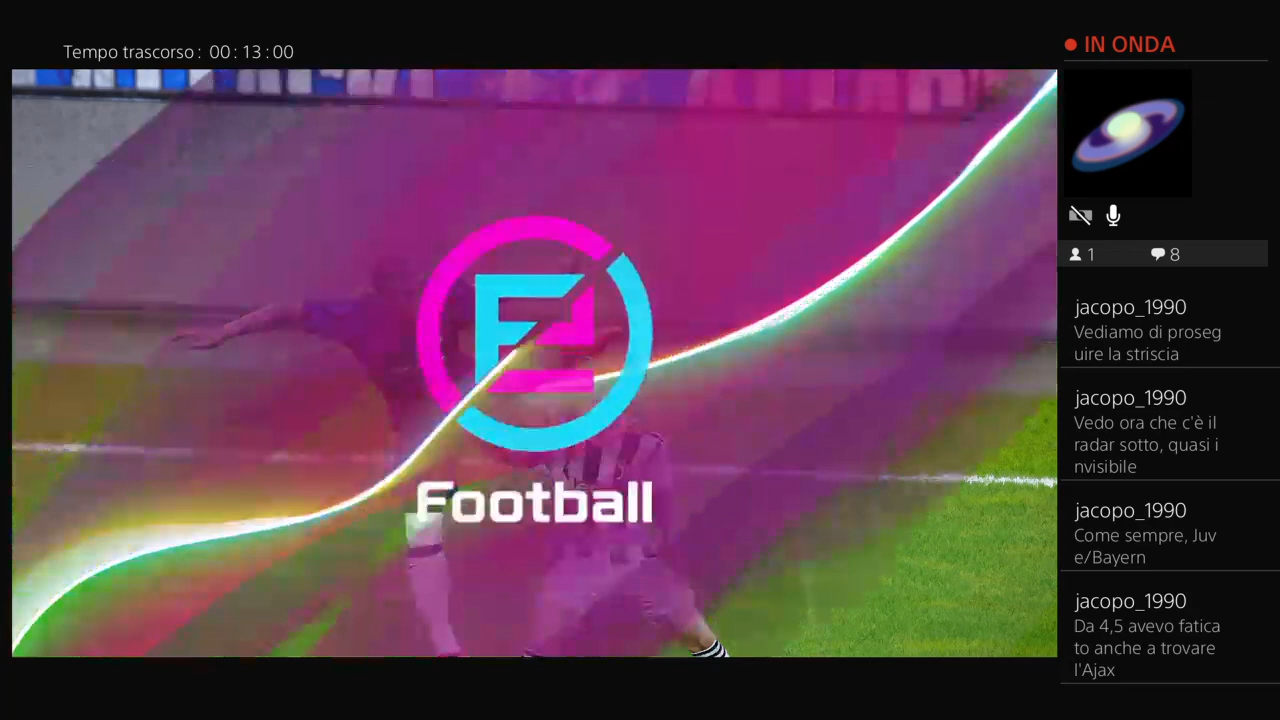 Tempo trascorso: 00:13:00
IN ONDA
Football
1 8
jacopo_1990
Vediamo di proseg
uire la striscia
jacopo_1990
Vedo ora che c'è il
radar sotto, quasi i
nvisibile
jacopo_1990
Come sempre, Juv
e/Bayern
jacopo_1990
Da 4,5 avevo fatica
to anche a trovare
l'Ajax